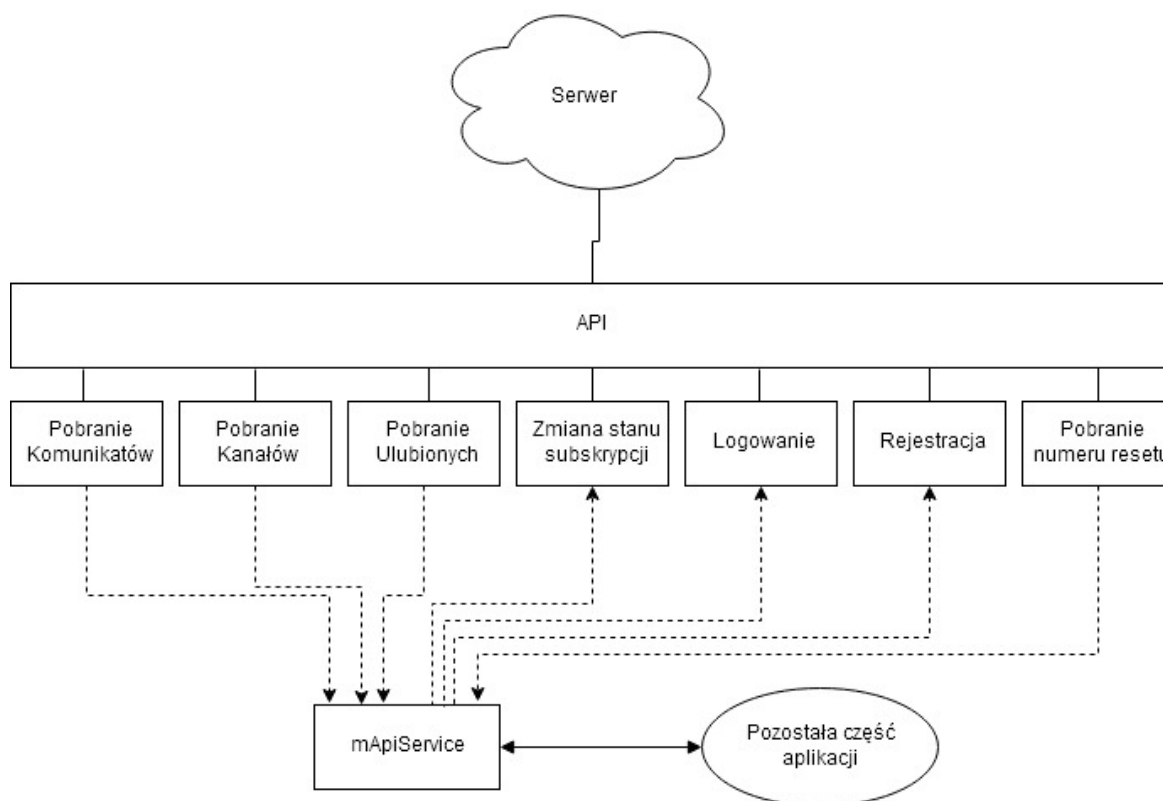 Serwer
API
Pobranie
Komunikatów
Pobranie
Kanałów
Pobranie
Ulubionych
Zmiana stanu
subskrypcji
Logowanie
Rejestracja
Pobranie
numeru resetu
mApiService
Pozostała część
aplikacji